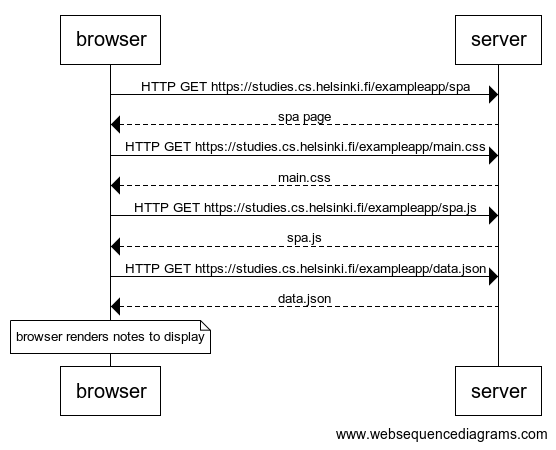 browser
server
HTTP GET https://studies.cs.helsinki.fi/exampleapp/spa
spa page
HTTP GET https://studies.cs.helsinki.fi/exampleapp/main.css
main.css
HTTP GET https://studies.cs.helsinki.fi/exampleapp/spa.js
spa.js
HTTP GET https://studies.cs.helsinki.fi/exampleapp/data.json
data.json
browser renders notes to display
browser
server
www.websequencediagrams.com